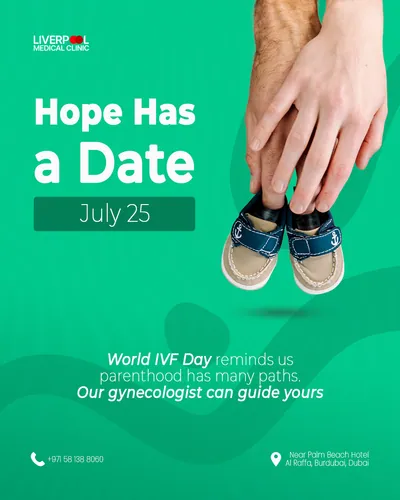 LIVERPOOL
MEDICAL CLINIC
Hope Has
a Date
July 25
World IVF Day reminds us
parenthood has many paths.
Our gynecologist can guide yours
+971 58 138 8060
Near Palm Beach Hotel
Al Raffa, Burdubai, Dubai